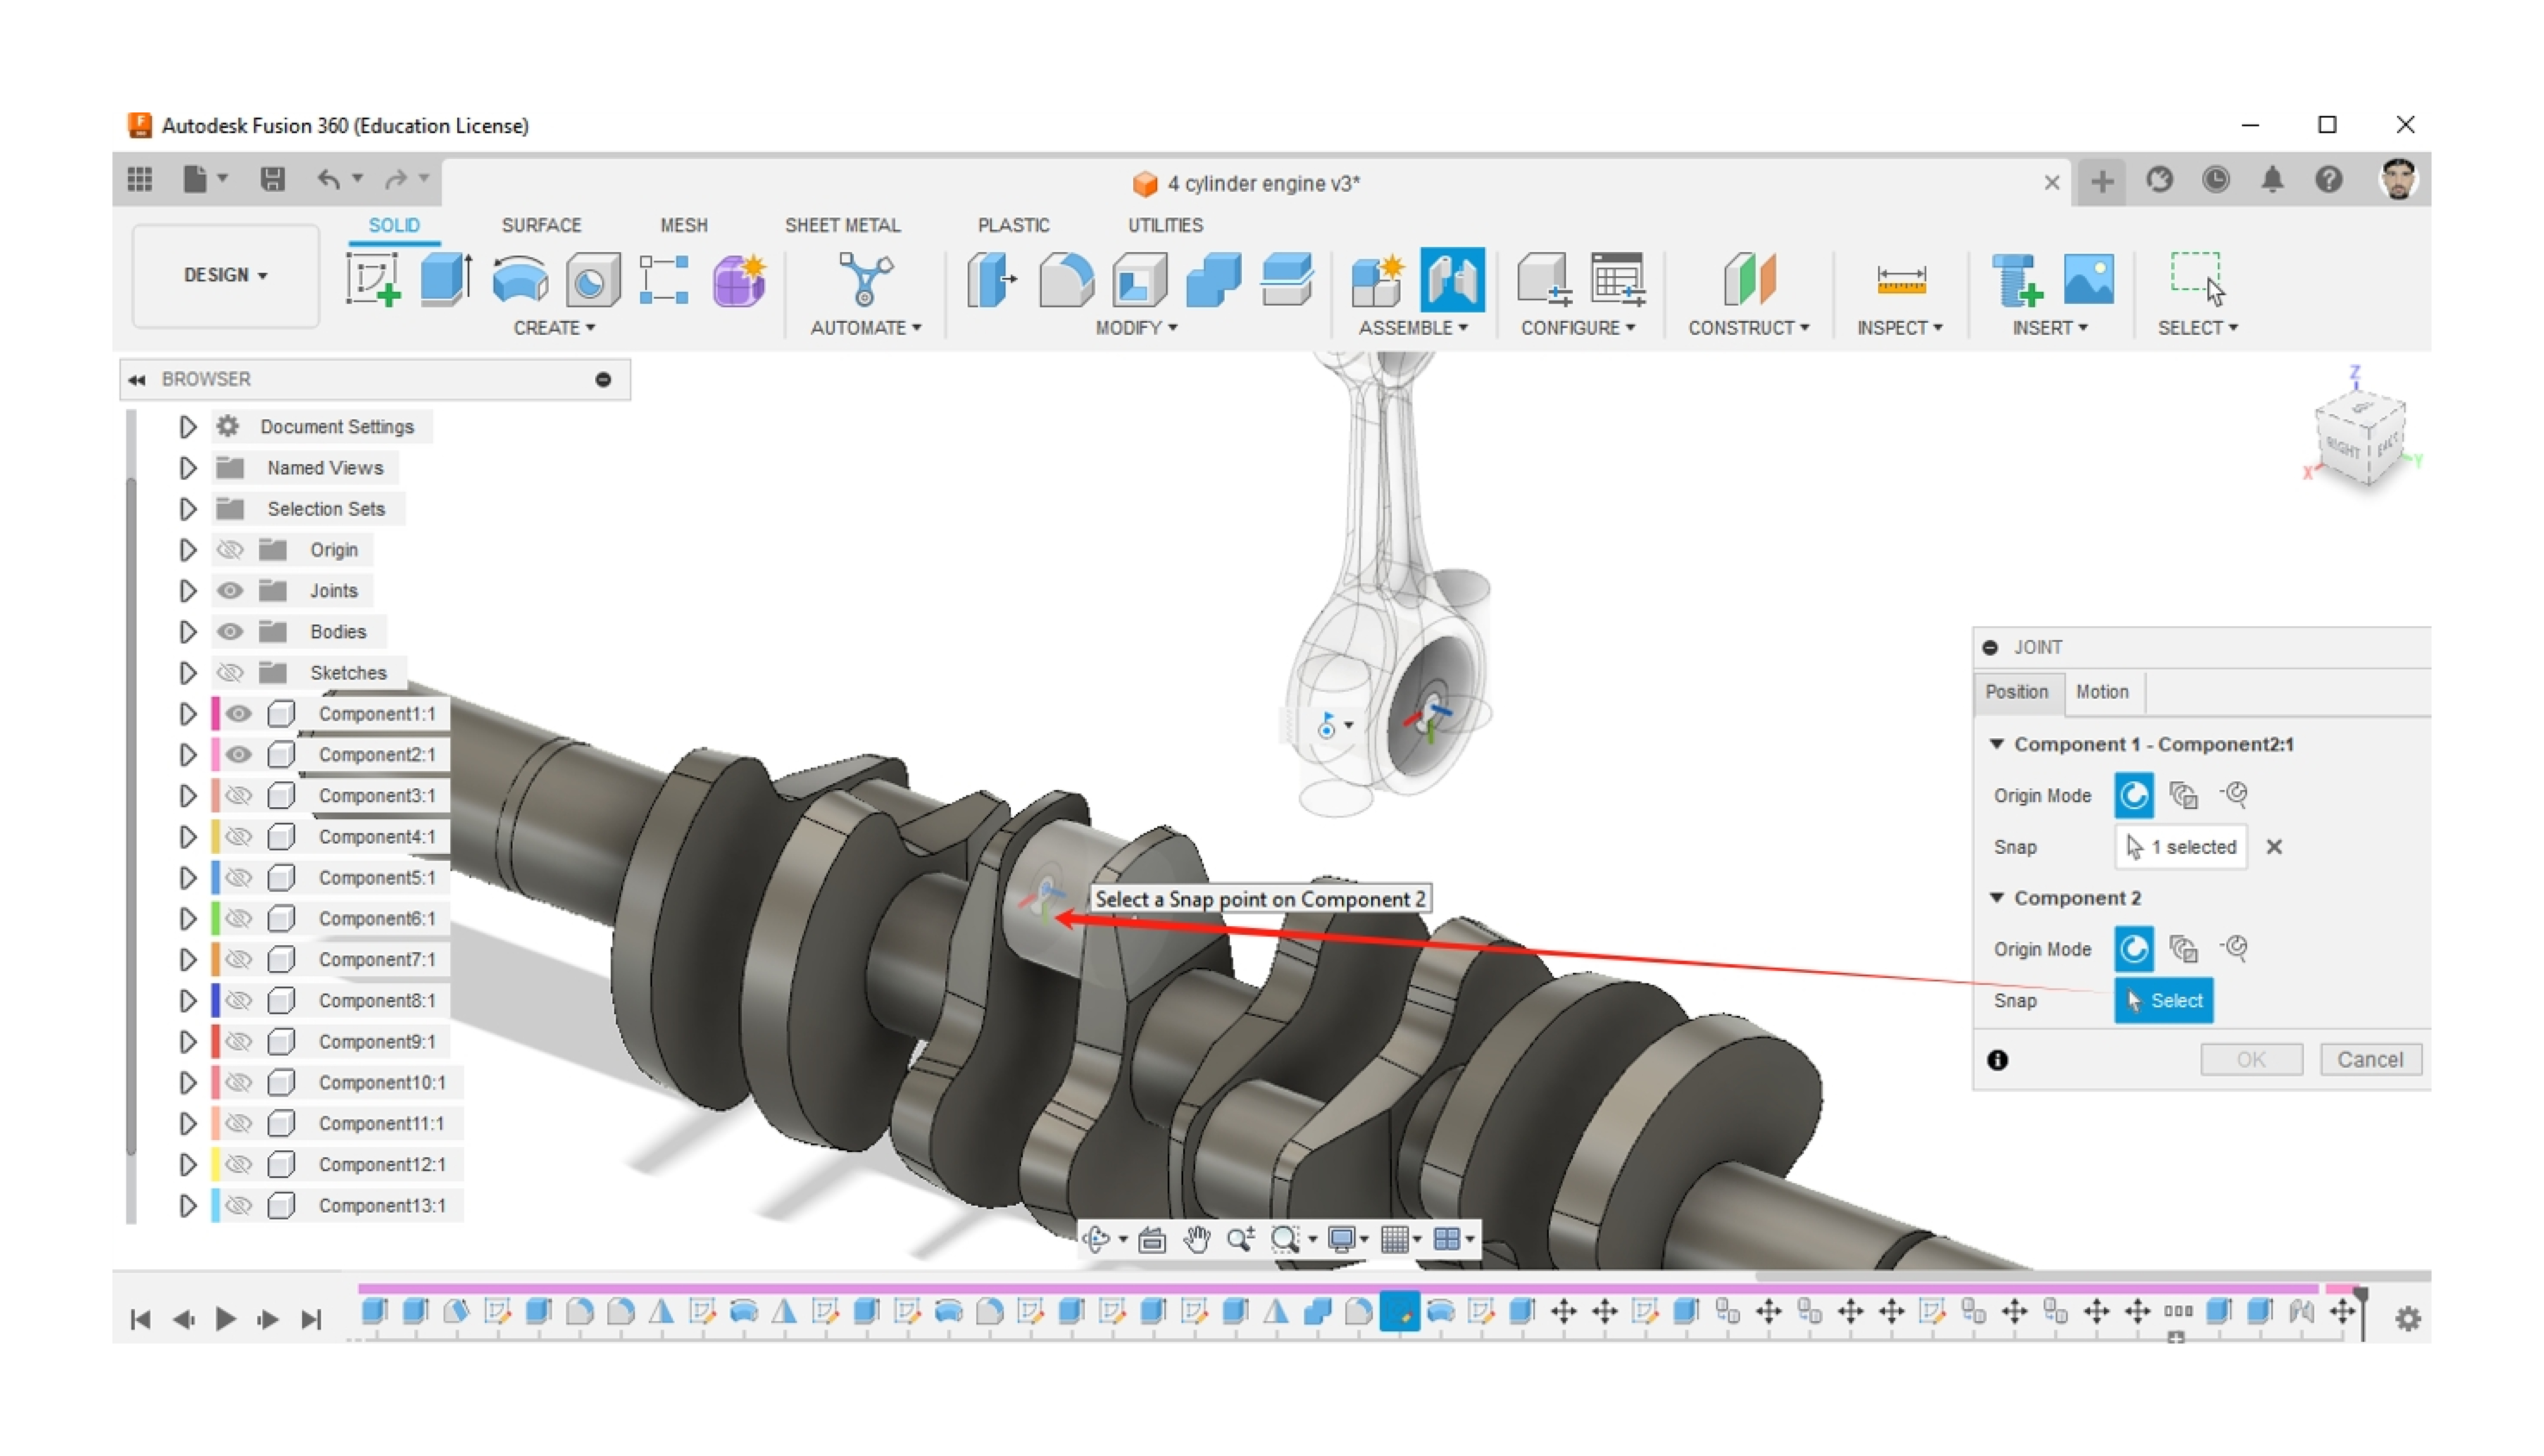 Autodesk Fusion 360 (Education License)
4 cylinder engine v3*
SOLID SURFACE MESH SHEET METAL PLASTIC UTILITIES
DESIGN
CREATE AUTOMATE MODIFY ASSEMBLE CONFIGURE CONSTRUCT INSPECT INSERT SELECT
BROWSER
Document Settings
Named Views
Selection Sets
Origin
Joints
Bodies
Sketches
Component1:1
Component2:1
Component3:1
Component4:1
Component5:1
Component6:1
Component7:1
Component8:1
Component9:1
Component10:1
Component11:1
Component12:1
Component13:1
Select a Snap point on Component 2
Z
RIGHT
X
Y
JOINT
Position Motion
Component 1 - Component2:1
Origin Mode
Snap 1 selected
Component 2
Origin Mode
Snap Select
OK Cancel